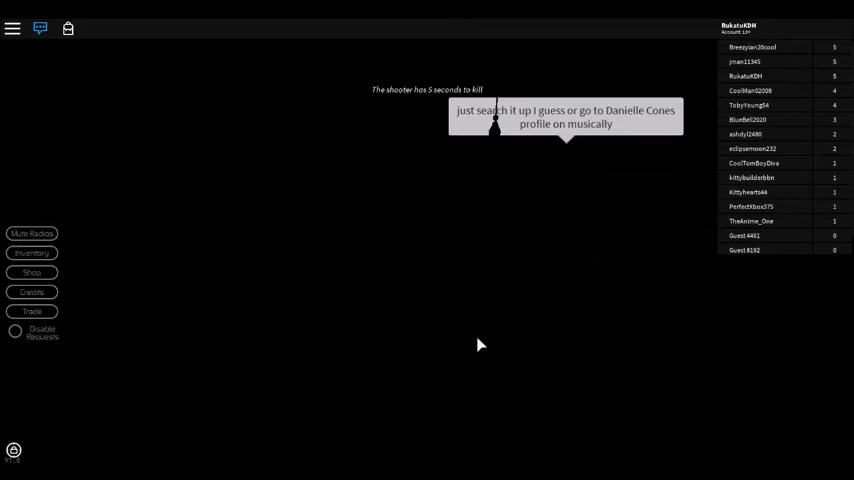 RukatuKDH
Account: 13+
Breezyian20cool 5
jman11345 5
RukatuKDH 5
CoolMan02009 4
TobyYoung54 4
BlueBell2020 3
ashdyl2480 2
eclipsemoon232 2
CoolTomBoyDiva 1
kittybuilderbbn 1
Kittyhearts44 1
PerfectXbox375 1
TheAnime_One 1
Guest 4461 0
Guest 8192 0
The shooter has 5 seconds to kill
just search it up I guess or go to Danielle Cones
profile on musically
Mute Radios
Inventory
Shop
Credits
Trade
Disable
Requests
V1.0